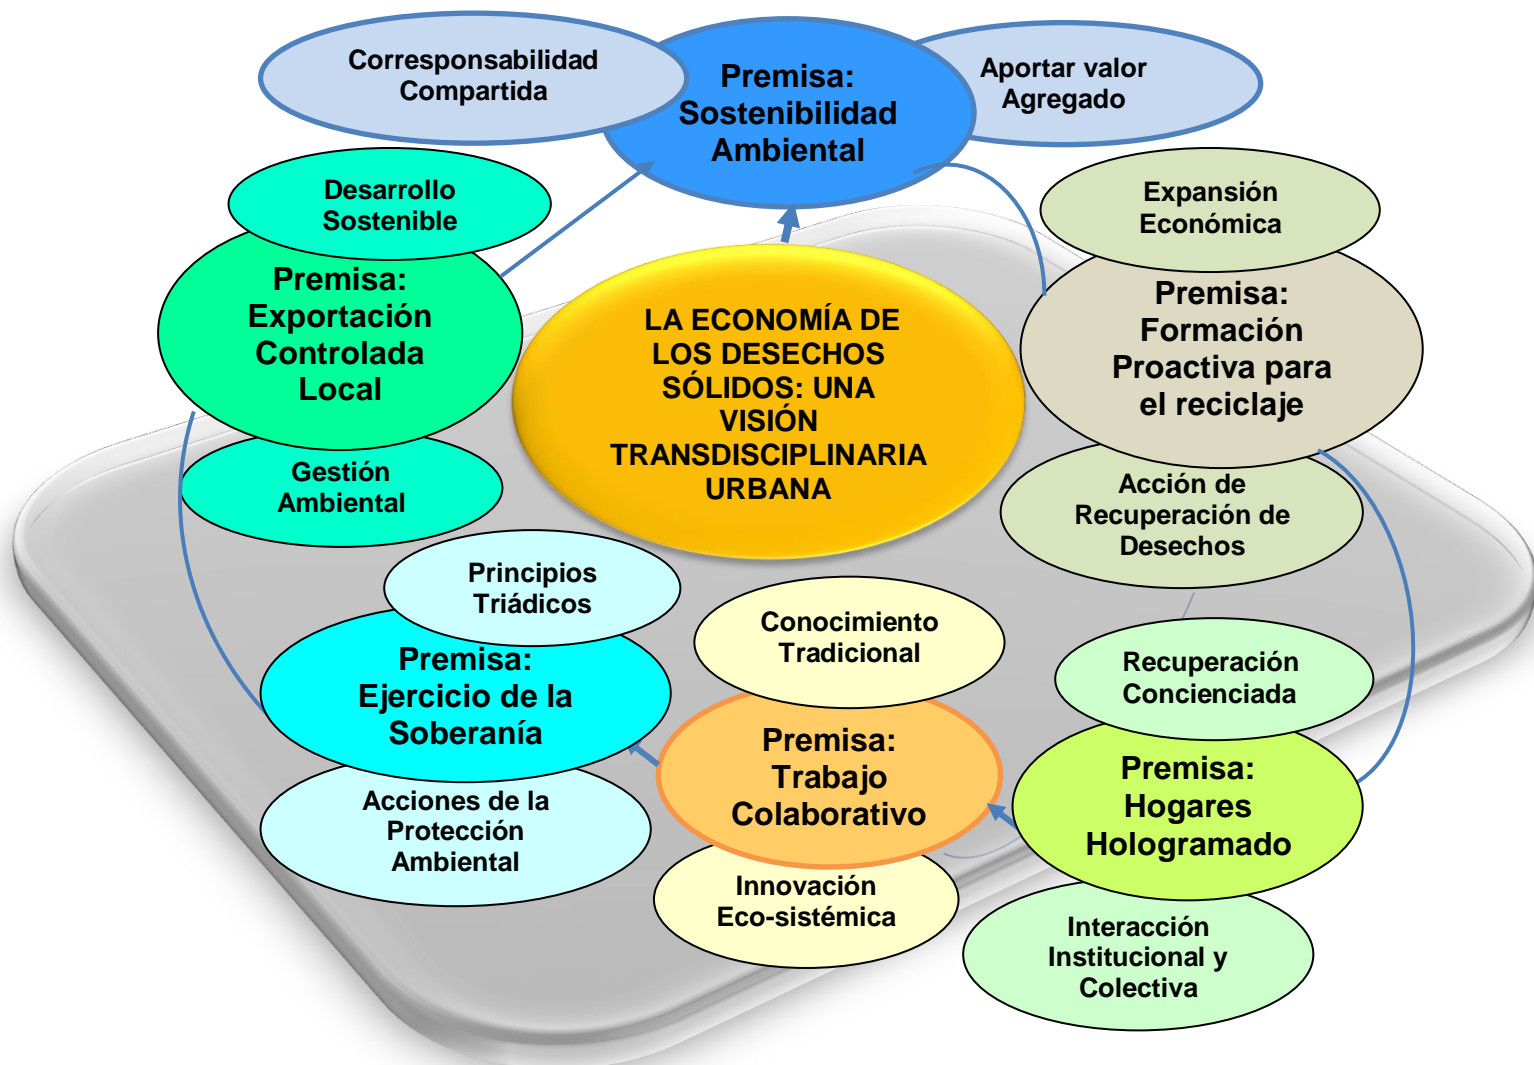 Corresponsabilidad
Compartida
Premisa:
Sostenibilidad
Ambiental
Aportar valor
Agregado
Desarrollo
Sostenible
Premisa:
Exportación
Controlada
Local
Gestión
Ambiental
LA ECONOMÍA DE
LOS DESECHOS
SÓLIDOS: UNA
VISIÓN
TRANSDISCIPLINARIA
URBANA
Expansión
Económica
Premisa:
Formación
Proactiva para
el reciclaje
Acción de
Recuperación de
Desechos
Principios
Triádicos
Premisa:
Ejercicio de la
Soberanía
Acciones de la
Protección
Ambiental
Conocimiento
Tradicional
Premisa:
Trabajo
Colaborativo
Innovación
Eco-sistémica
Recuperación
Concienciada
Premisa:
Hogares
Hologramado
Interacción
Institucional y
Colectiva